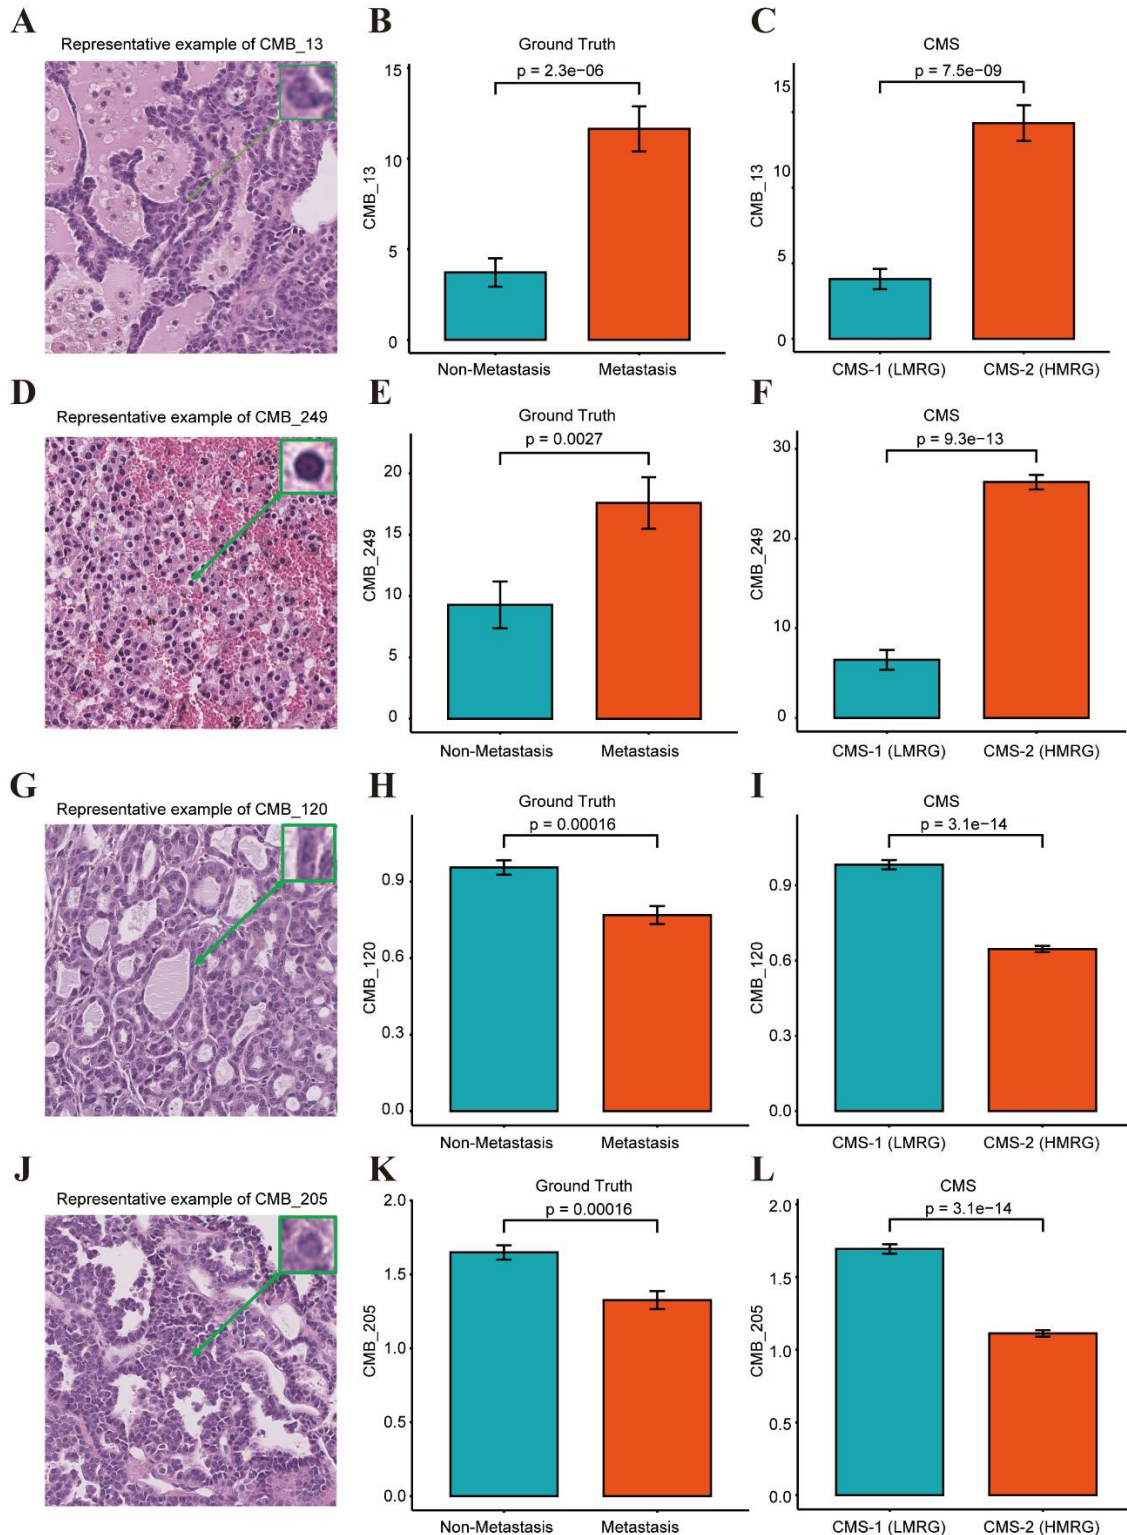 A
Representative example of CMB_13
B
Ground Truth
p = 2.3e−06
CMB_13
15
10
5
0
Non-Metastasis
Metastasis
C
CMS
p = 7.5e−09
CMB_13
15
10
5
0
CMS-1 (LMRG)
CMS-2 (HMRG)
D
Representative example of CMB_249
E
Ground Truth
p = 0.0027
CMB_249
20
15
10
5
0
Non-Metastasis
Metastasis
F
CMS
p = 9.3e−13
CMB_249
30
20
10
0
CMS-1 (LMRG)
CMS-2 (HMRG)
G
Representative example of CMB_120
H
Ground Truth
p = 0.00016
CMB_120
0.9
0.6
0.3
0.0
Non-Metastasis
Metastasis
I
CMS
p = 3.1e−14
CMB_120
0.9
0.6
0.3
0.0
CMS-1 (LMRG)
CMS-2 (HMRG)
J
Representative example of CMB_205
K
Ground Truth
p = 0.00016
CMB_205
2.0
1.5
1.0
0.5
0.0
Non-Metastasis
Metastasis
L
CMS
p = 3.1e−14
CMB_205
2.0
1.5
1.0
0.5
0.0
CMS-1 (LMRG)
CMS-2 (HMRG)